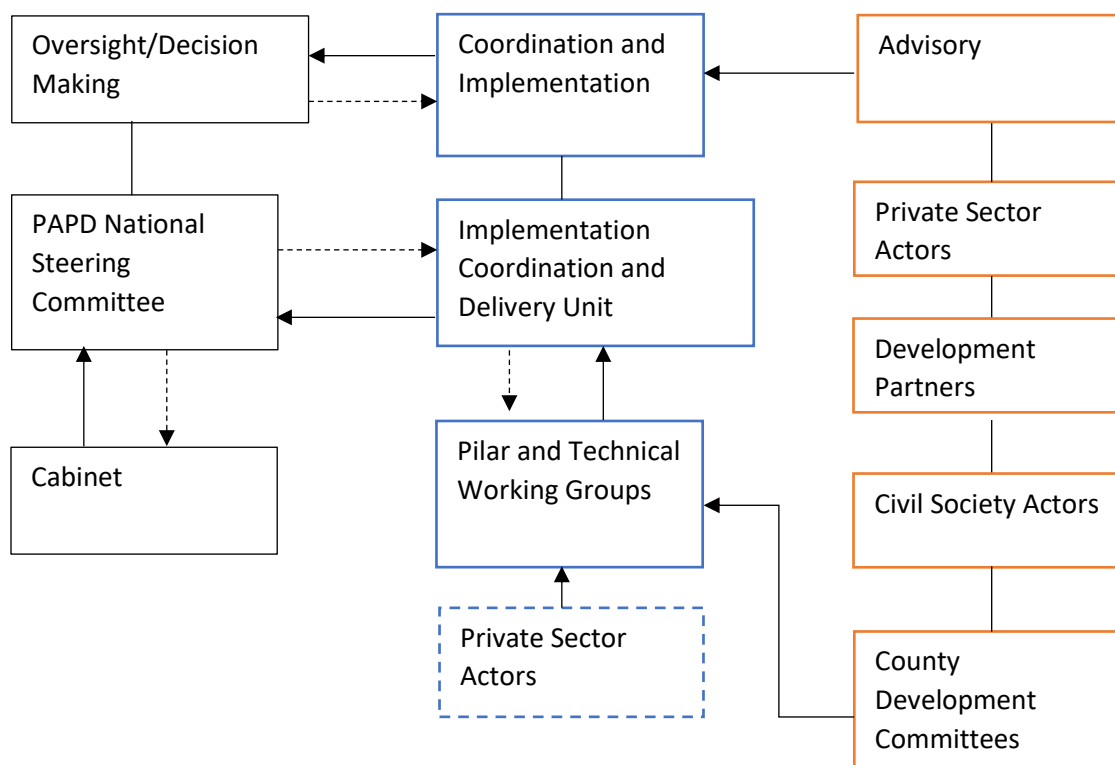 Oversight/Decision
Making
Coordination and
Implementation
Advisory
PAPD National
Steering
Committee
Implementation
Coordination and
Delivery Unit
Private Sector
Actors
Development
Partners
Cabinet
Pilar and Technical
Working Groups
Civil Society Actors
Private Sector
Actors
County
Development
Committees